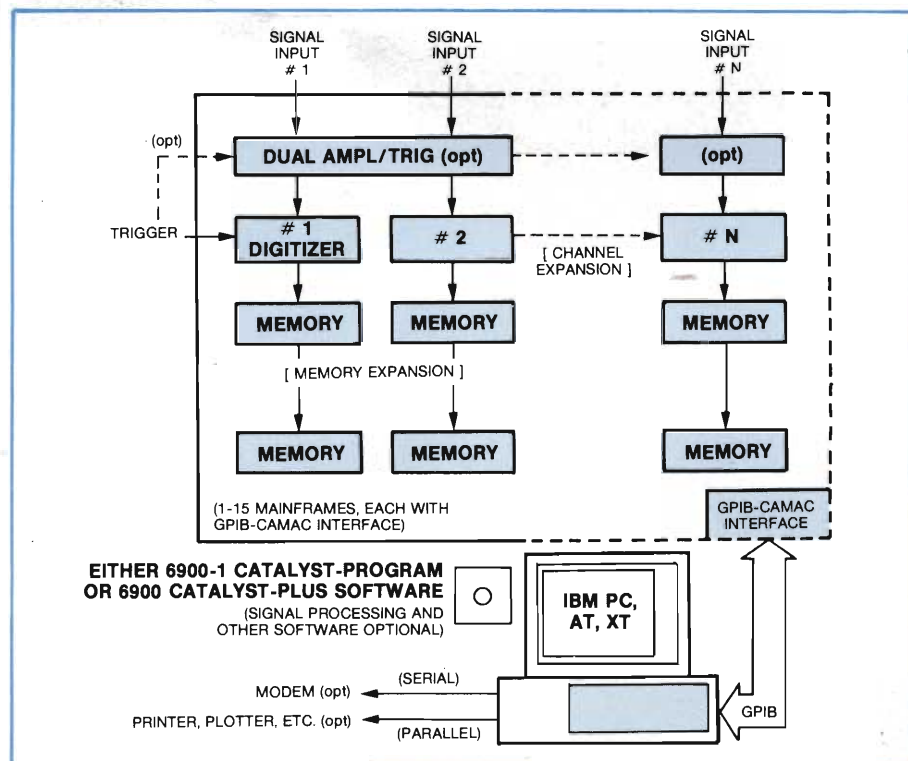 SIGNAL
INPUT
# 1
SIGNAL
INPUT
# 2
SIGNAL
INPUT
# N
(opt)
DUAL AMPL/TRIG (opt)
(opt)
TRIGGER
# 1
DIGITIZER
# 2
[ CHANNEL
EXPANSION ]
# N
MEMORY
MEMORY
MEMORY
[ MEMORY EXPANSION ]
MEMORY
MEMORY
MEMORY
(1-15 MAINFRAMES, EACH WITH
GPIB-CAMAC INTERFACE)
GPIB-CAMAC
INTERFACE
EITHER 6900-1 CATALYST-PROGRAM
OR 6900 CATALYST-PLUS SOFTWARE
(SIGNAL PROCESSING AND
OTHER SOFTWARE OPTIONAL)
IBM PC,
AT, XT
MODEM (opt)
(SERIAL)
PRINTER, PLOTTER, ETC. (opt)
(PARALLEL)
GPIB